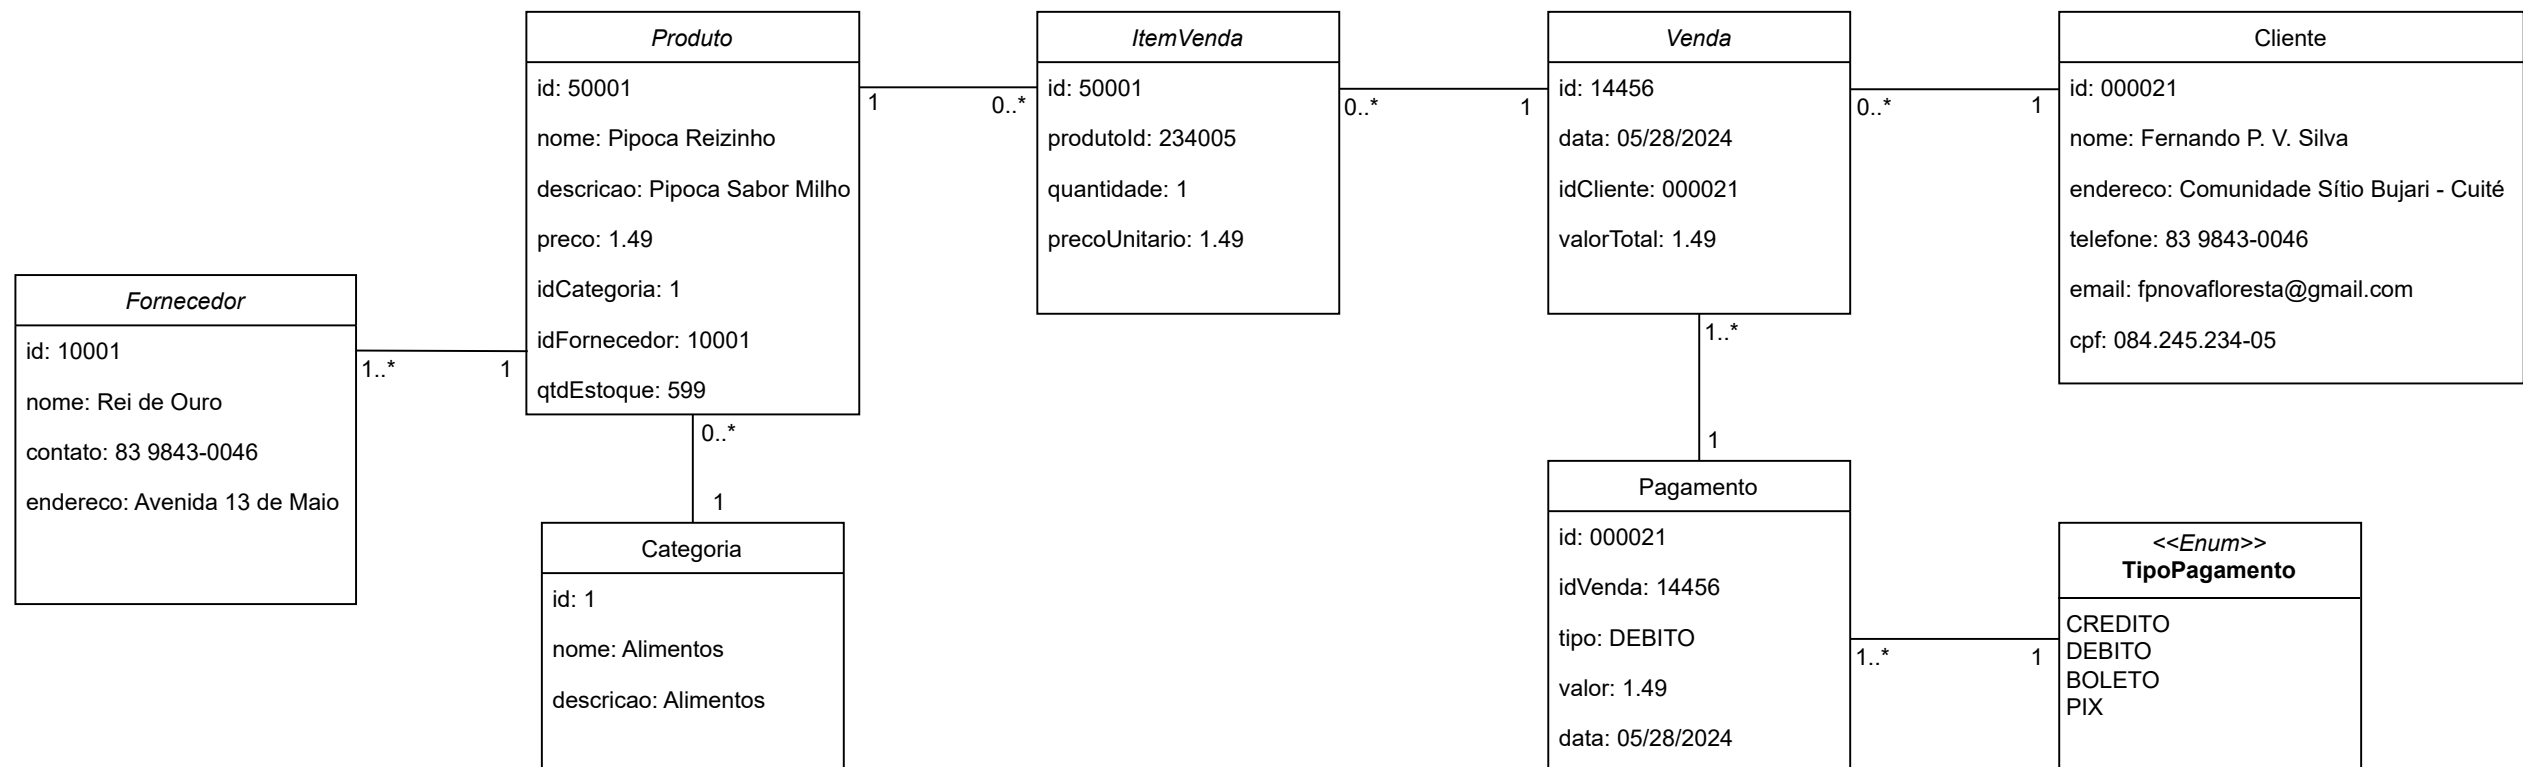 Produto
id: 50001
nome: Pipoca Reizinho
descricao: Pipoca Sabor Milho
preco: 1.49
idCategoria: 1
idFornecedor: 10001
qtdEstoque: 599
1
0..*
ItemVenda
id: 50001
produtoId: 234005
quantidade: 1
precoUnitario: 1.49
0..*
1
Venda
id: 14456
data: 05/28/2024
idCliente: 000021
valorTotal: 1.49
0..*
1
Cliente
id: 000021
nome: Fernando P. V. Silva
endereco: Comunidade Sítio Bujari - Cuité
telefone: 83 9843-0046
email: fpnovafloresta@gmail.com
cpf: 084.245.234-05
Fornecedor
id: 10001
nome: Rei de Ouro
contato: 83 9843-0046
endereco: Avenida 13 de Maio
1..*
1
0..*
1
Categoria
id: 1
nome: Alimentos
descricao: Alimentos
1..*
1
Pagamento
id: 000021
idVenda: 14456
tipo: DEBITO
valor: 1.49
data: 05/28/2024
1..*
1
<<Enum>>
TipoPagamento
CREDITO
DEBITO
BOLETO
PIX